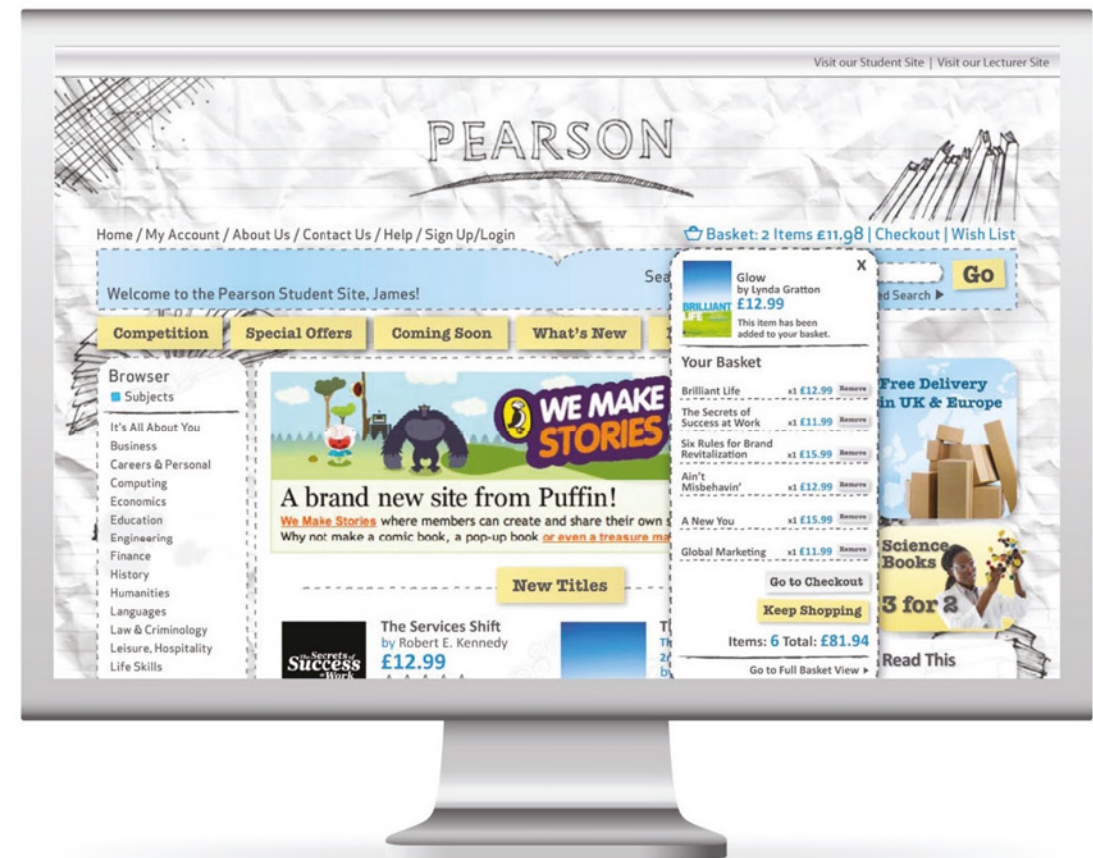 Visit our Student Site | Visit our Lecturer Site
PEARSON
Home / My Account / About Us / Contact Us / Help / Sign Up/Login
Basket: 2 Items £11.98 | Checkout | Wish List
Welcome to the Pearson Student Site, James!
Go
Search
Competition
Special Offers
Coming Soon
What's New
Browser
Subjects
It's All About You
Business
Careers & Personal
Computing
Economics
Education
Engineering
Finance
History
Humanities
Languages
Law & Criminology
Leisure, Hospitality
Life Skills
WE MAKE
STORIES
A brand new site from Puffin!
We Make Stories where members can create and share their own
Why not make a comic book, a pop-up book or even a treasure
New Titles
The Secrets of
Success
at Work
The Services Shift
by Robert E. Kennedy
£12.99
X
BRILLIANT
LIFE
Glow
by Lynda Gratton
£12.99
This item has been
added to your basket.
Your Basket
Brilliant Life x1 £12.99 Remove
The Secrets of
Success at Work x1 £11.99 Remove
Six Rules for Brand
Revitalization x1 £15.99 Remove
Ain't
Misbehavin' x1 £12.99 Remove
A New You x1 £15.99 Remove
Global Marketing x1 £11.99 Remove
Go to Checkout
Keep Shopping
Items: 6 Total: £81.94
Go to Full Basket View
Free Delivery
in UK & Europe
Science
Books
3 for 2
Read This